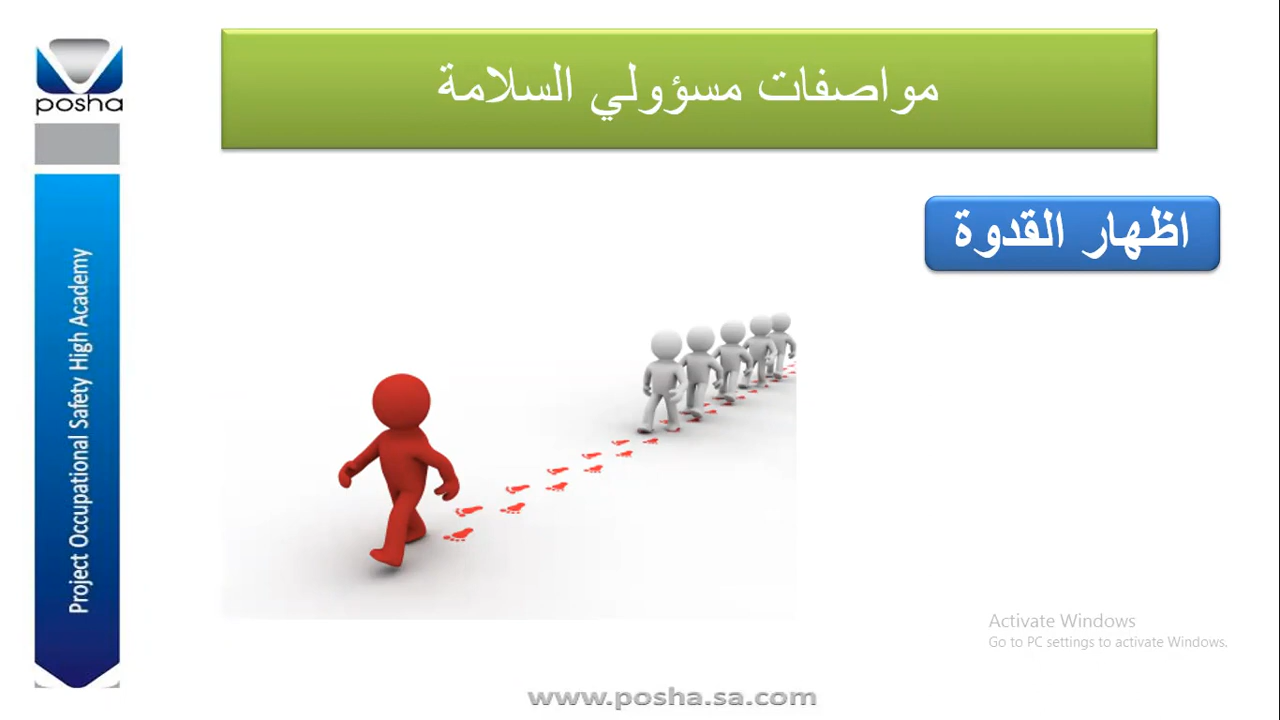 posha
مواصفات مسؤولي السلامة
اظهار القدوة
Project Occupational Safety High Academy
Activate Windows
Go to PC settings to activate Windows.
www.posha.sa.com